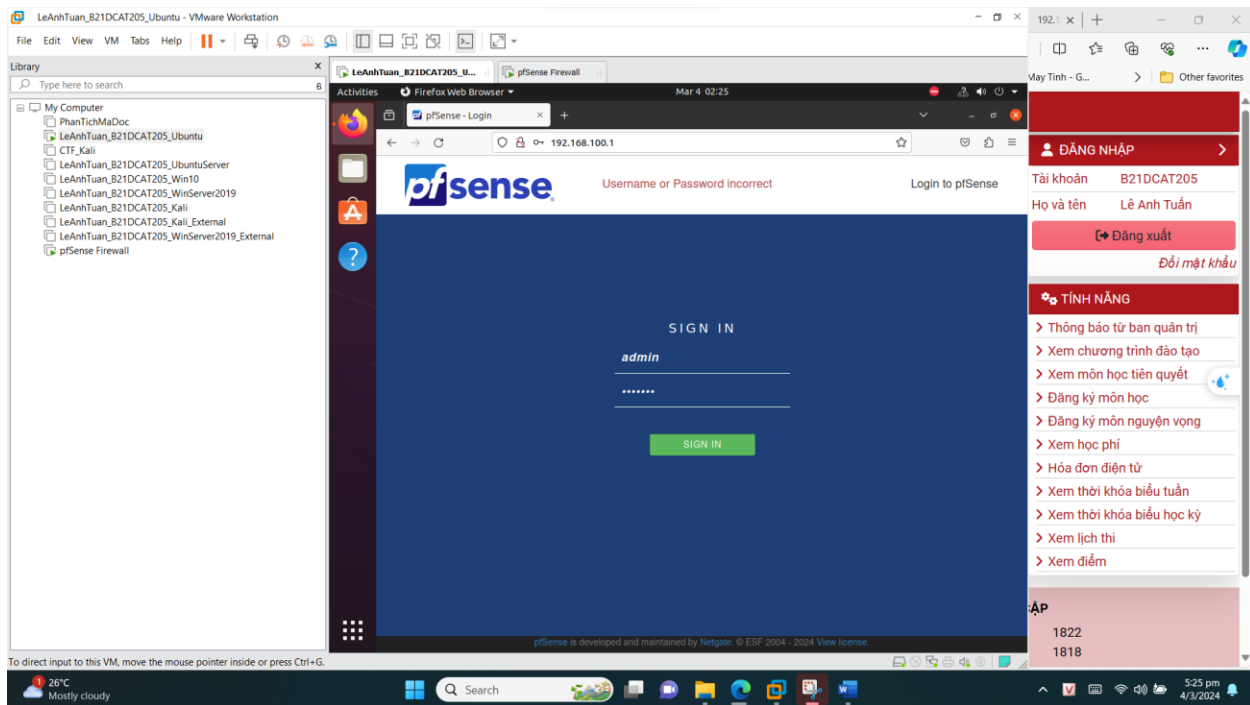 LeAnhTuan_B21DCAT205_Ubuntu - VMware Workstation
File Edit View VM Tabs Help
Library
Type here to search
6
My Computer
PhanTichMaDoc
LeAnhTuan_B21DCAT205_Ubuntu
CTF_Kali
LeAnhTuan_B21DCAT205_UbuntuServer
LeAnhTuan_B21DCAT205_Win10
LeAnhTuan_B21DCAT205_WinServer2019
LeAnhTuan_B21DCAT205_Kali
LeAnhTuan_B21DCAT205_Kali_External
LeAnhTuan_B21DCAT205_WinServer2019_External
pfSense Firewall
LeAnhTuan_B21DCAT205_U... pfSense Firewall
Activities Firefox Web Browser Mar 4 02:25
pfSense - Login
192.168.100.1
pfsense
Username or Password incorrect
Login to pfSense
SIGN IN
admin
•••••••
SIGN IN
pfSense is developed and maintained by Netgate. © ESF 2004 - 2024 View license.
192.1
May Tinh - G... Other favorites
ĐĂNG NHẬP
Tài khoản B21DCAT205
Họ và tên Lê Anh Tuấn
Đăng xuất
Đổi mật khẩu
TÍNH NĂNG
Thông báo từ ban quản trị
Xem chương trình đào tạo
Xem môn học tiên quyết
Đăng ký môn học
Đăng ký môn nguyện vọng
Xem học phí
Hóa đơn điện tử
Xem thời khóa biểu tuần
Xem thời khóa biểu học kỳ
Xem lịch thi
Xem điểm
1822
1818
To direct input to this VM, move the mouse pointer inside or press Ctrl+G.
1
26°C
Mostly cloudy
Search
5:25 pm
4/3/2024